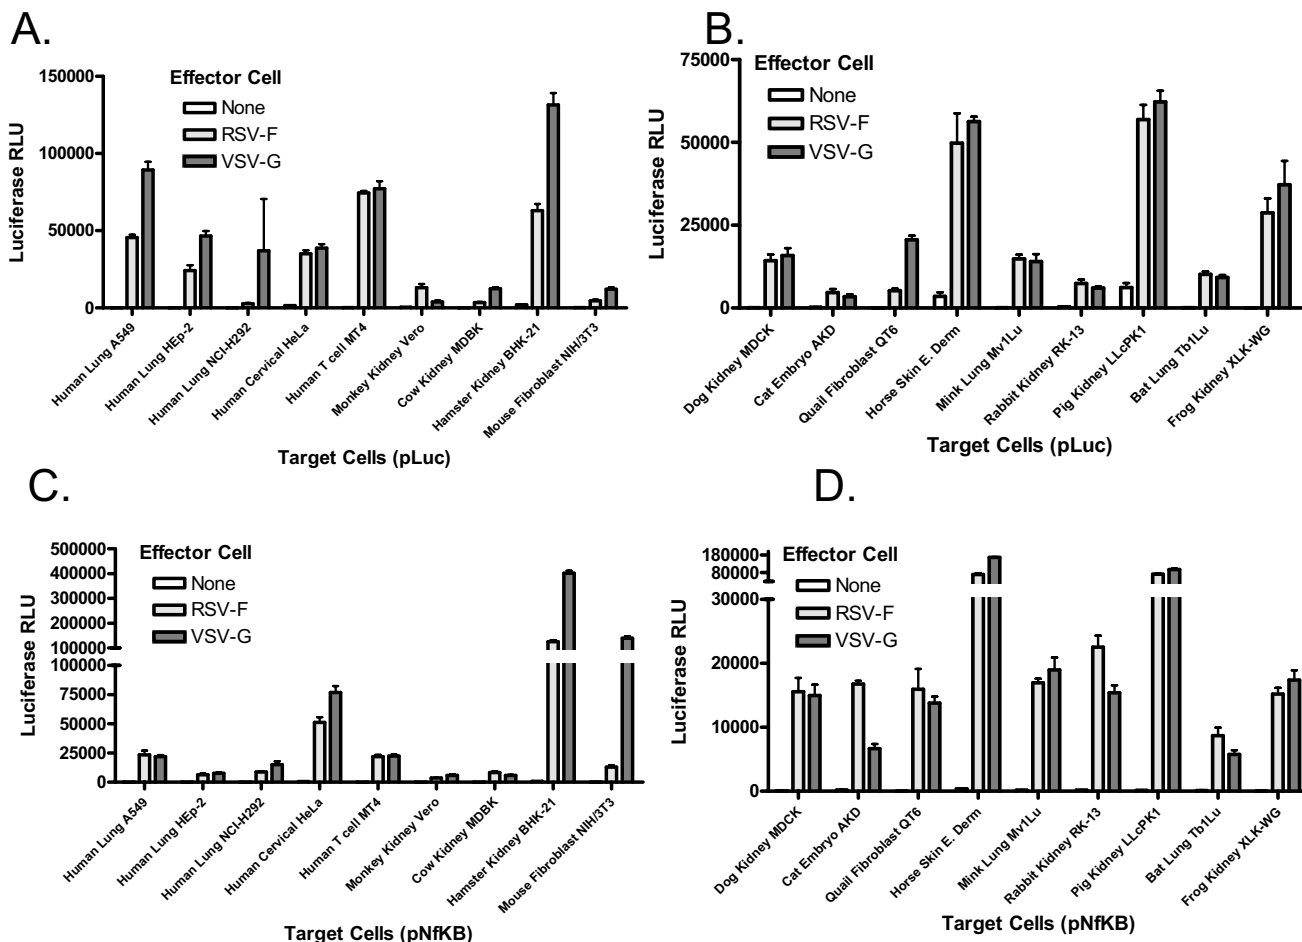 A.
Effector Cell
None
RSV-F
VSV-G
Luciferase RLU
150000
100000
50000
0
Human Lung A549
Human Lung HEp-2
Human Lung NCI-H292
Human Cervical HeLa
Human T cell MT4
Monkey Kidney Vero
Cow Kidney MDBK
Hamster Kidney BHK-21
Mouse Fibroblast NIH/3T3
Target Cells (pLuc)
B.
Effector Cell
None
RSV-F
VSV-G
Luciferase RLU
75000
50000
25000
0
Dog Kidney MDCK
Cat Embryo AKD
Quail Fibroblast QT6
Horse Skin E. Derm
Mink Lung Mv1Lu
Rabbit Kidney RK-13
Pig Kidney LLcPK1
Bat Lung Tb1Lu
Frog Kidney XLK-WG
Target Cells (pLuc)
C.
Effector Cell
None
RSV-F
VSV-G
Luciferase RLU
500000
400000
300000
200000
100000
100000
75000
50000
25000
0
Human Lung A549
Human Lung HEp-2
Human Lung NCI-H292
Human Cervical HeLa
Human T cell MT4
Monkey Kidney Vero
Cow Kidney MDBK
Hamster Kidney BHK-21
Mouse Fibroblast NIH/3T3
Target Cells (pNfKB)
D.
Effector Cell
None
RSV-F
VSV-G
Luciferase RLU
180000
80000
30000
20000
10000
0
Dog Kidney MDCK
Cat Embryo AKD
Quail Fibroblast QT6
Horse Skin E. Derm
Mink Lung Mv1Lu
Rabbit Kidney RK-13
Pig Kidney LLcPK1
Bat Lung Tb1Lu
Frog Kidney XLK-WG
Target Cells (pNfKB)